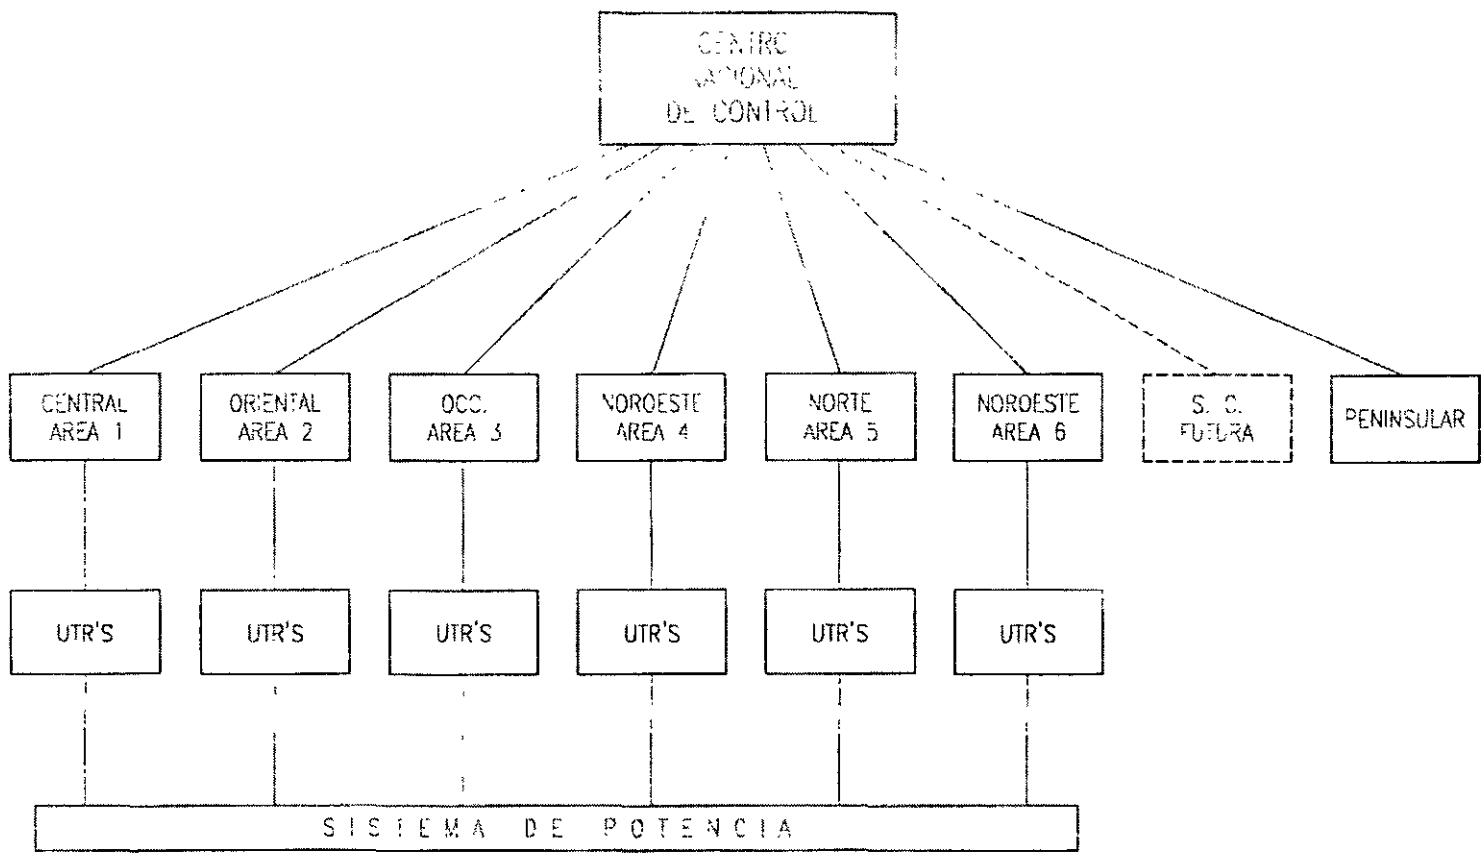 CENTRO
NACIONAL
DE CONTROL
CENTRAL
AREA 1
ORIENTAL
AREA 2
OCC.
AREA 3
NOROESTE
AREA 4
NORTE
AREA 5
NOROESTE
AREA 6
S. C.
FUTURA
PENINSULAR
UTR'S
UTR'S
UTR'S
UTR'S
UTR'S
UTR'S
SISTEMA DE POTENCIA